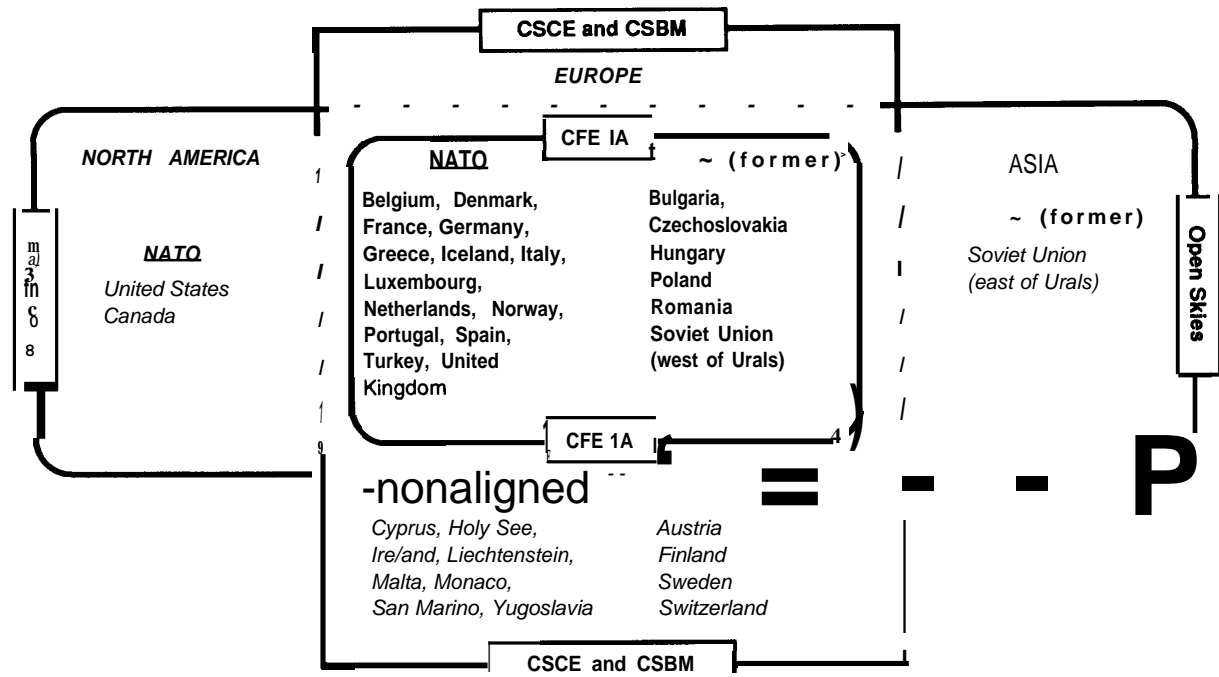 CSCE and CSBM
EUROPE
NORTH AMERICA
NATO
United States
Canada
CFE IA
NATO
Belgium, Denmark,
France, Germany,
Greece, Iceland, Italy,
Luxembourg,
Netherlands, Norway,
Portugal, Spain,
Turkey, United
Kingdom
~ (former)
Bulgaria,
Czechoslovakia
Hungary
Poland
Romania
Soviet Union
(west of Urals)
CFE 1A
ASIA
~ (former)
Soviet Union
(east of Urals)
Open Skies
-nonaligned
= - - P
Cyprus, Holy See,
Ire/and, Liechtenstein,
Malta, Monaco,
San Marino, Yugoslavia
Austria
Finland
Sweden
Switzerland
CSCE and CSBM